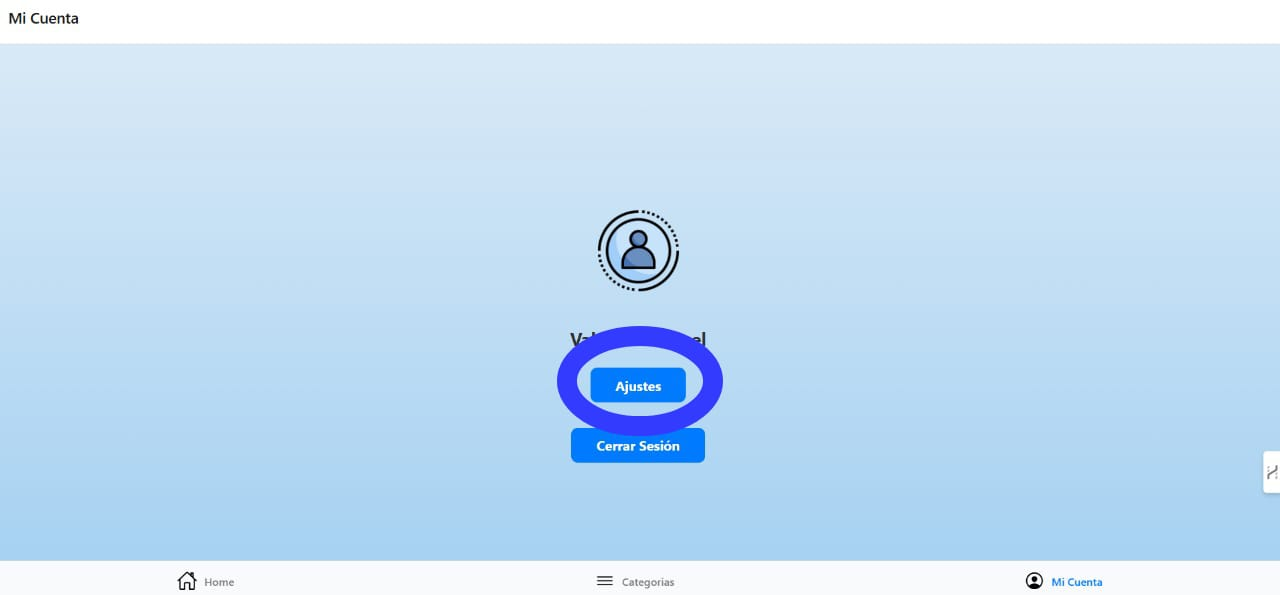 Mi Cuenta
Ajustes
Cerrar Sesión
Home
Categorias
Mi Cuenta